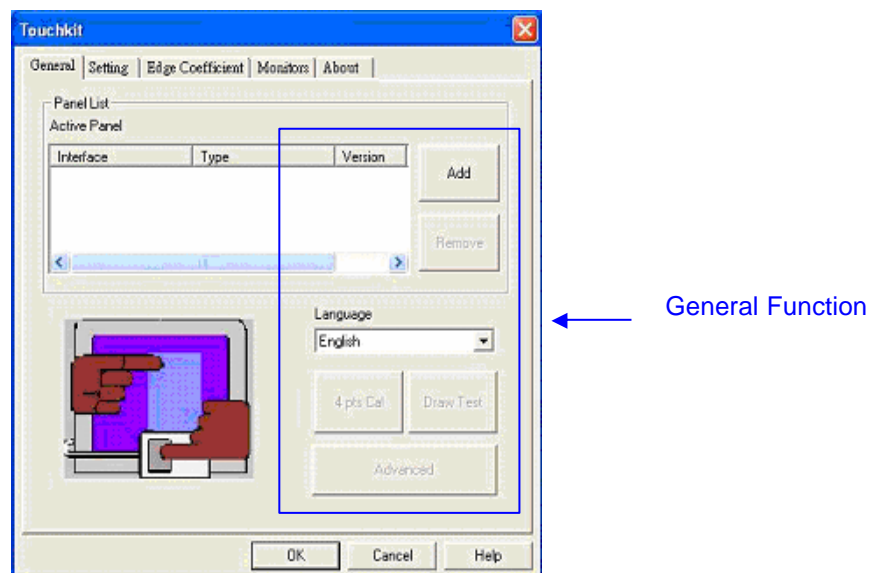 Touchkit
General Setting Edge Coefficient Monitors About
Panel List
Active Panel
Interface Type Version
Add
Remove
General Function
Language
English
4 pts Cal Draw Test
Advanced
OK Cancel Help